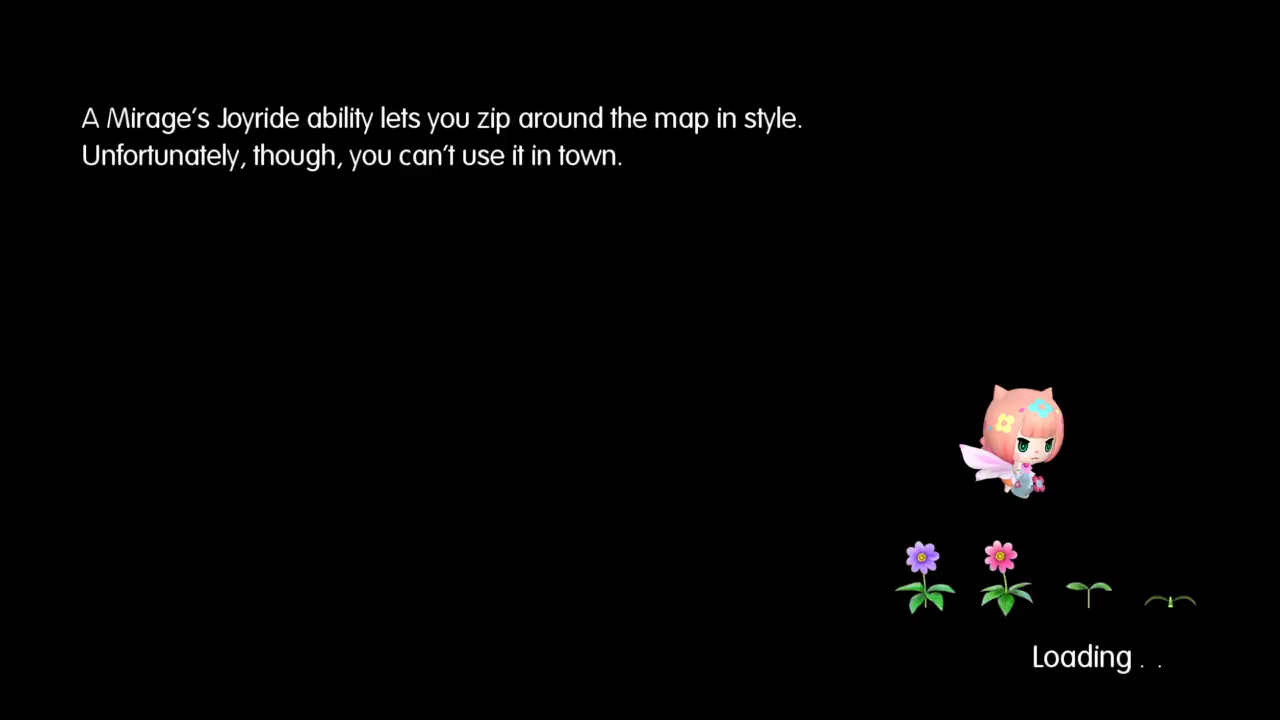 A Mirage's Joyride ability lets you zip around the map in style.
Unfortunately, though, you can't use it in town.
Loading . .